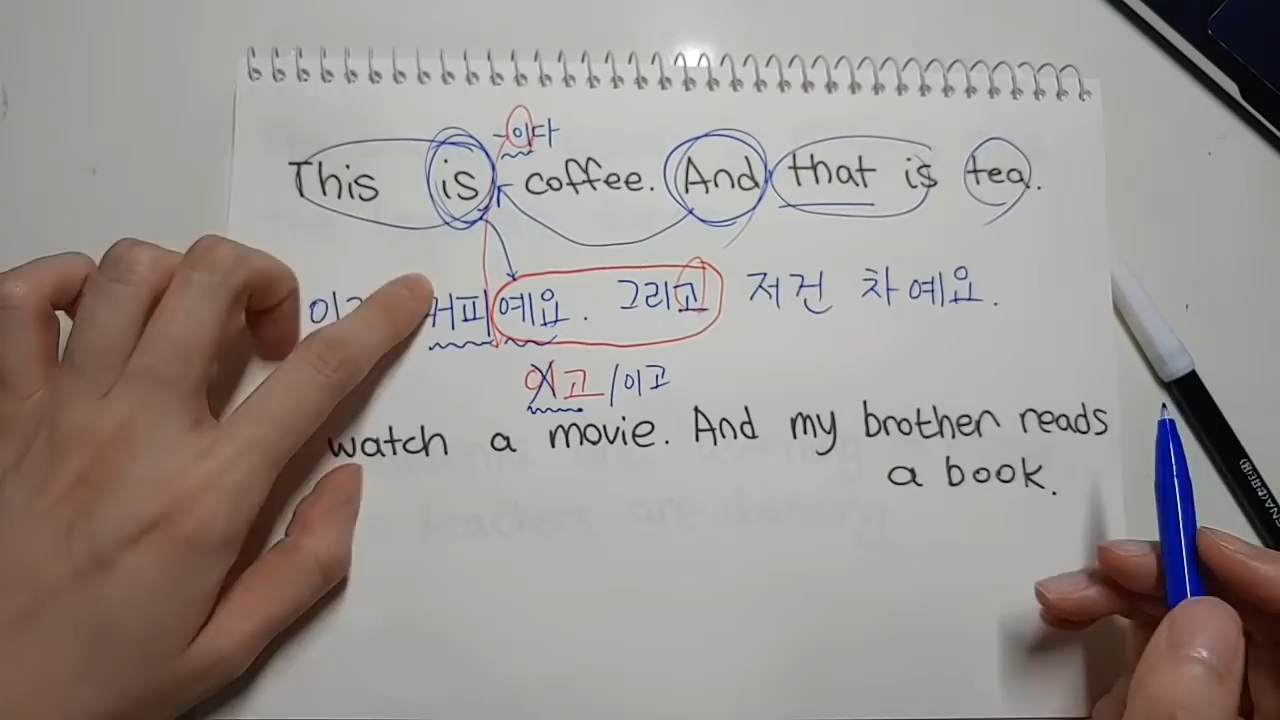 -이다
This is coffee. And that is tea.
커피예요. 그리고 저건 차예요.
고/이고
watch a movie. And my brother reads
a book.